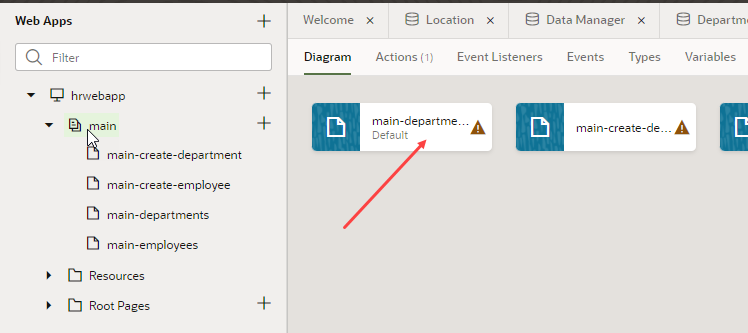 Web Apps
Filter
hrwebapp
main
main-create-department
main-create-employee
main-departments
main-employees
Resources
Root Pages
Welcome
Location
Data Manager
Departm
Diagram
Actions (1)
Event Listeners
Events
Types
Variables
main-departme...
Default
main-create-de...